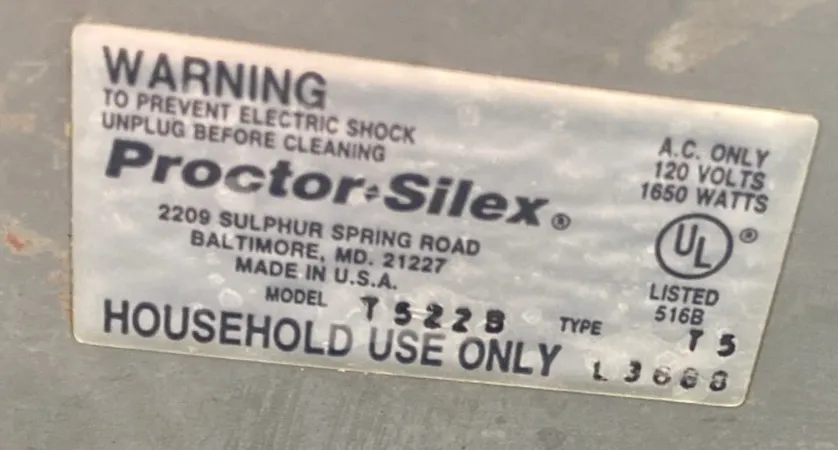 WARNING
TO PREVENT ELECTRIC SHOCK
UNPLUG BEFORE CLEANING
Proctor-Silex®
2209 SULPHUR SPRING ROAD
BALTIMORE, MD. 21227
MADE IN U.S.A.
MODEL T522B TYPE T5
HOUSEHOLD USE ONLY
A.C. ONLY
120 VOLTS
1650 WATTS
UL®
LISTED
516B